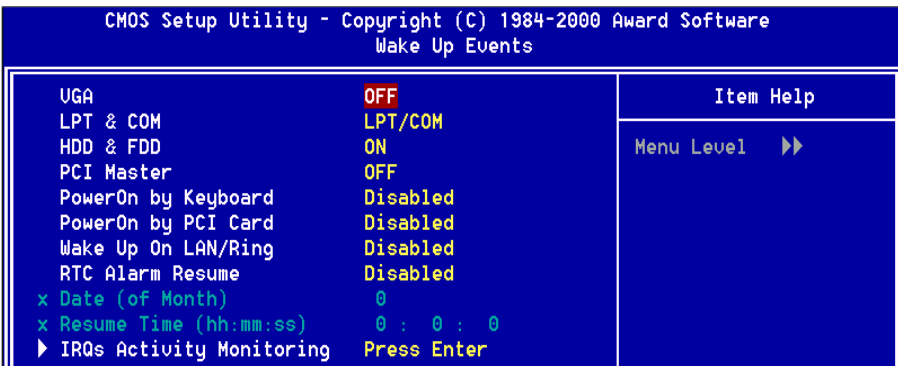 CMOS Setup Utility - Copyright (C) 1984-2000 Award Software
Wake Up Events
VGA OFF
LPT & COM LPT/COM
HDD & FDD ON
PCI Master OFF
PowerOn by Keyboard Disabled
PowerOn by PCI Card Disabled
Wake Up On LAN/Ring Disabled
RTC Alarm Resume Disabled
x Date (of Month) 0
x Resume Time (hh:mm:ss) 0 : 0 : 0
IRQs Activity Monitoring Press Enter
Item Help
Menu Level